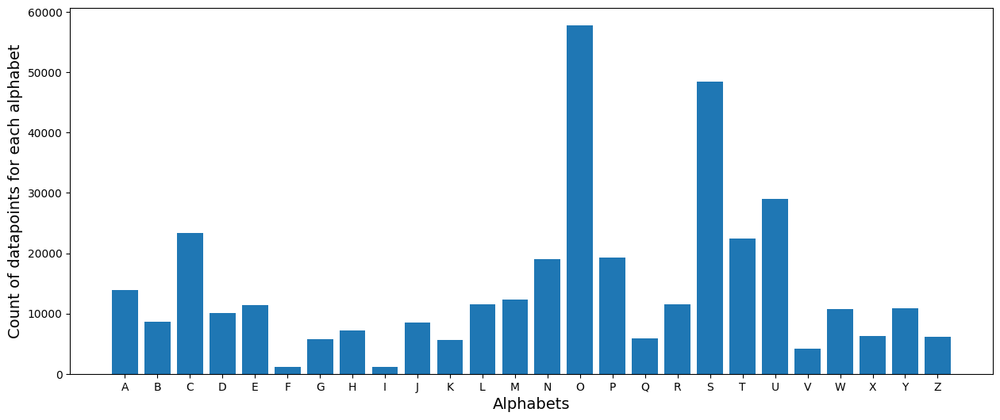 Count of datapoints for each alphabet
60000
50000
40000
30000
20000
10000
0
A B C D E F G H I J K L M N O P Q R S T U V W X Y Z
Alphabets